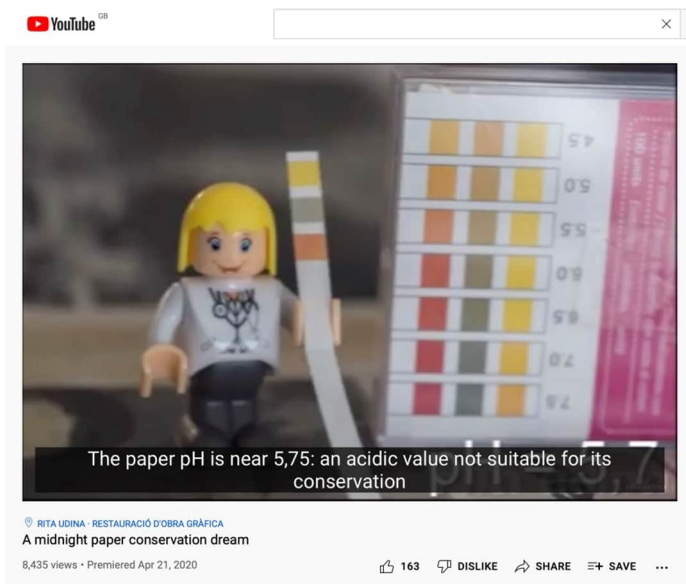 YouTube GB
4.5
5.0
5.5
6.0
6.5
7.0
7.5
100 units
The paper pH is near 5,75: an acidic value not suitable for its
conservation
RITA UDINA · RESTAURACIÓ D'OBRA GRÀFICA
A midnight paper conservation dream
8,435 views • Premiered Apr 21, 2020
163 DISLIKE SHARE SAVE